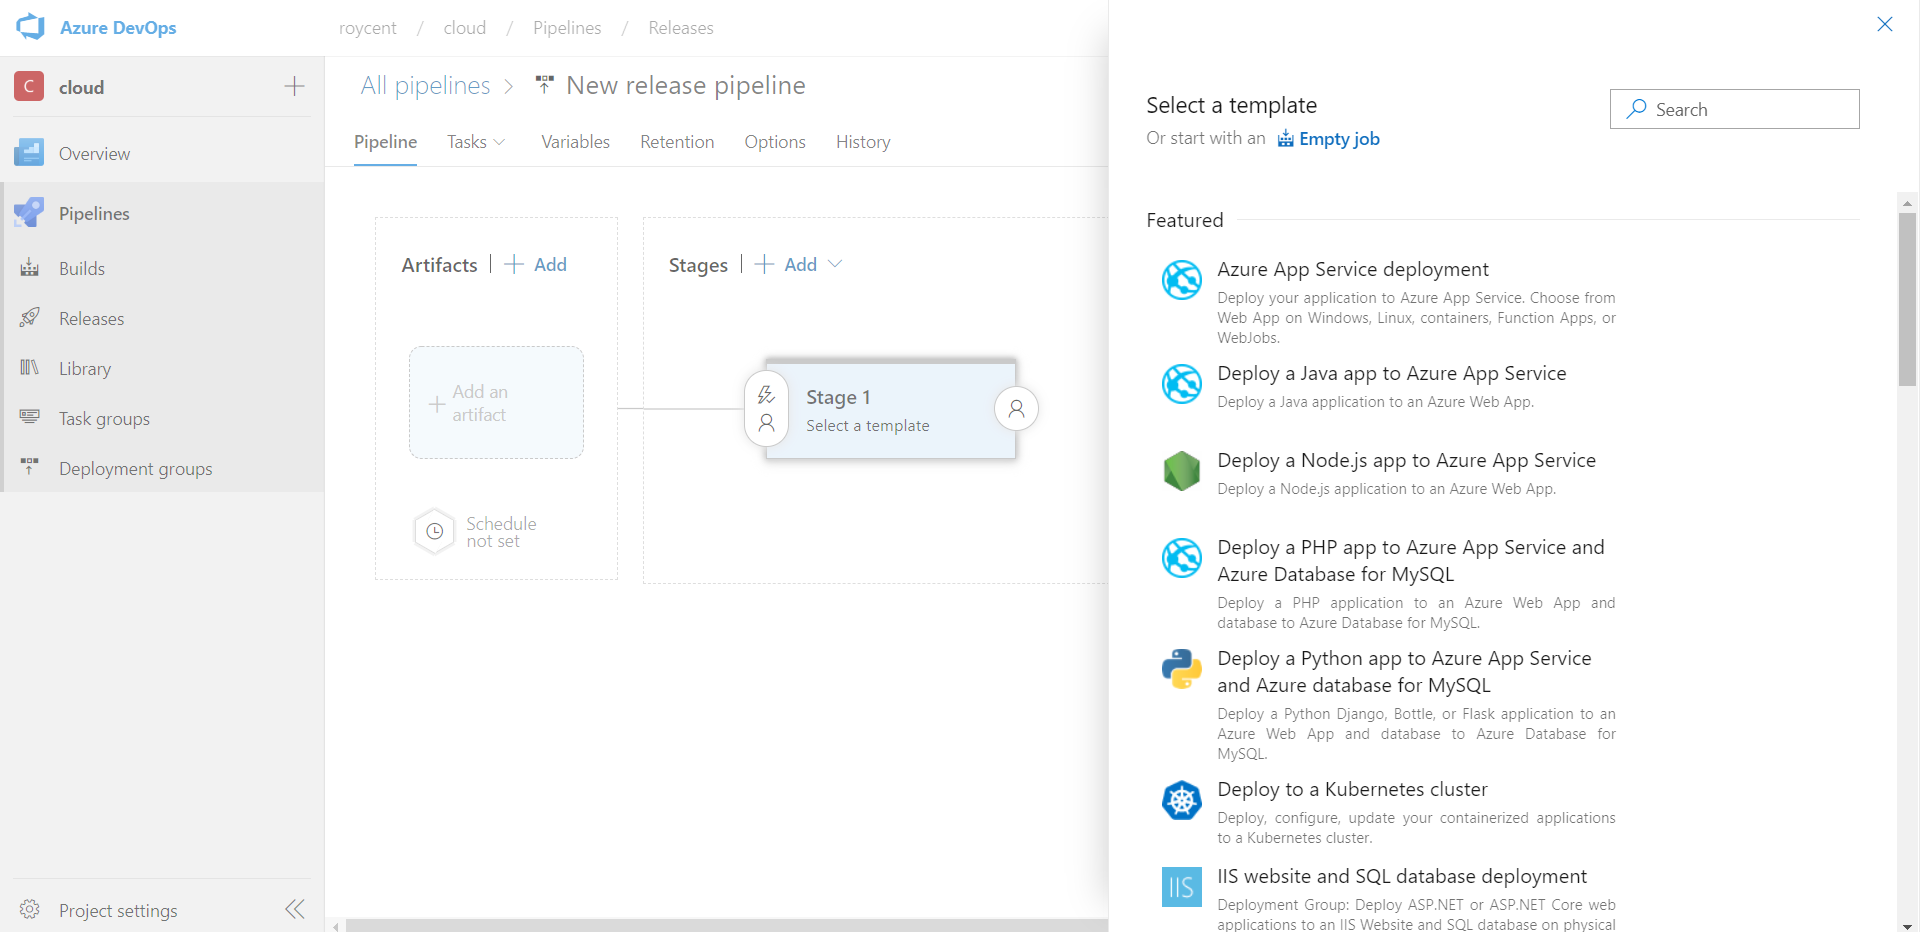 Azure DevOps
roycent / cloud / Pipelines / Releases
C cloud
Overview
Pipelines
Builds
Releases
Library
Task groups
Deployment groups
Project settings
All pipelines > New release pipeline
Pipeline Tasks Variables Retention Options History
Artifacts | + Add
Add an
artifact
Schedule
not set
Stages | + Add
Stage 1
Select a template
Select a template
Or start with an Empty job
Search
Featured
Azure App Service deployment
Deploy your application to Azure App Service. Choose from
Web App on Windows, Linux, containers, Function Apps, or
WebJobs.
Deploy a Java app to Azure App Service
Deploy a Java application to an Azure Web App.
Deploy a Node.js app to Azure App Service
Deploy a Node.js application to an Azure Web App.
Deploy a PHP app to Azure App Service and
Azure Database for MySQL
Deploy a PHP application to an Azure Web App and
database to Azure Database for MySQL.
Deploy a Python app to Azure App Service
and Azure database for MySQL
Deploy a Python Django, Bottle, or Flask application to an
Azure Web App and database to Azure Database for
MySQL.
Deploy to a Kubernetes cluster
Deploy, configure, update your containerized applications
to a Kubernetes cluster.
IIS
IIS website and SQL database deployment
Deployment Group: Deploy ASP.NET or ASP.NET Core web
applications to an IIS Website and SQL database on physical